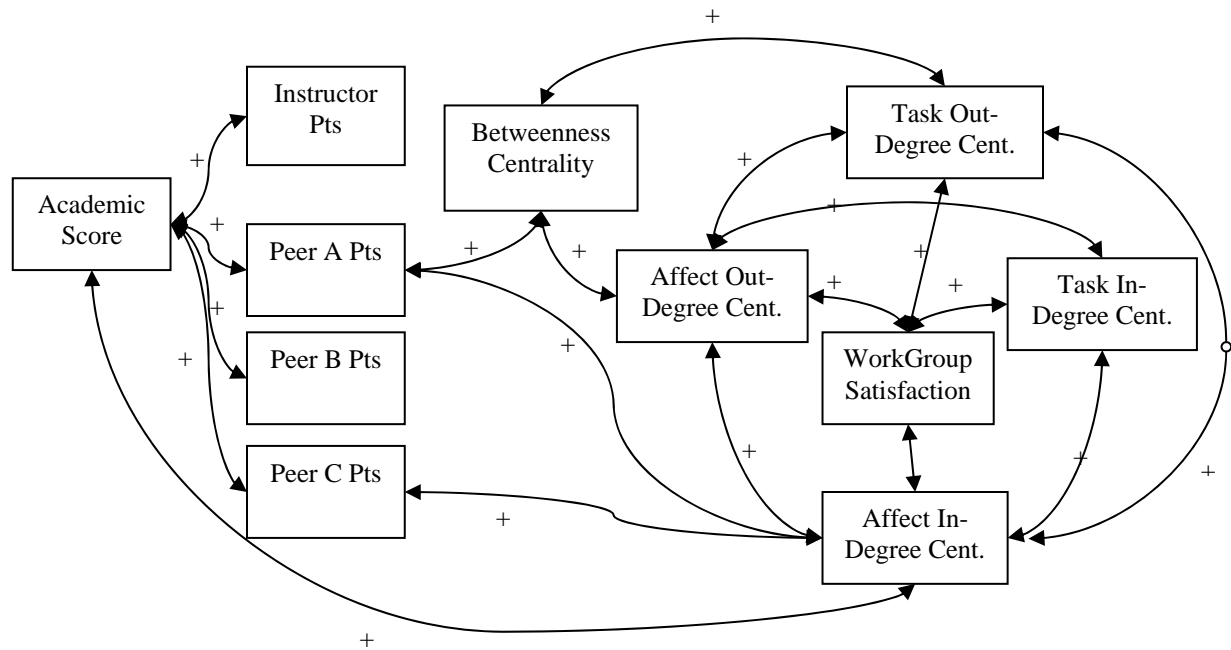 +
Instructor
Pts
Betweenness
Centrality
Task Out-
Degree Cent.
+
+
Academic
Score
+
+
Peer A Pts
+
+
Affect Out-
Degree Cent.
+
+
+
Task In-
Degree Cent.
+
+
Peer B Pts
+
+
WorkGroup
Satisfaction
Peer C Pts
+
+
+
+
Affect In-
Degree Cent.
+